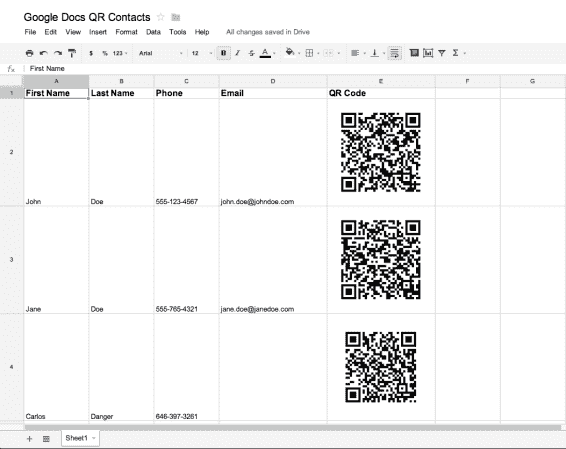 Google Docs QR Contacts
File Edit View Insert Format Data Tools Help All changes saved in Drive
$ % 123 Arial 12 B I S A Σ
fx First Name
A B C D E F G
1 First Name Last Name Phone Email QR Code
2 John Doe 555-123-4567 john.doe@johndoe.com
3 Jane Doe 555-765-4321 jane.doe@janedoe.com
4 Carlos Danger 646-397-3261
+ Sheet1